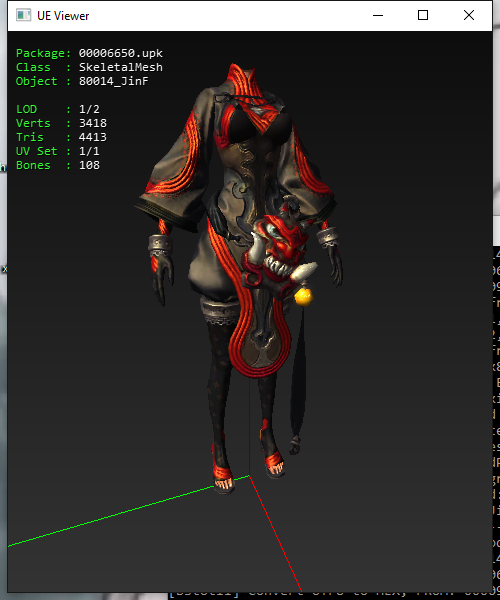 UE Viewer
Package: 00006650.upk
Class : SkeletalMesh
Object : 80014_JinF
LOD : 1/2
Verts : 3418
Tris : 4413
UV Set : 1/1
Bones : 108